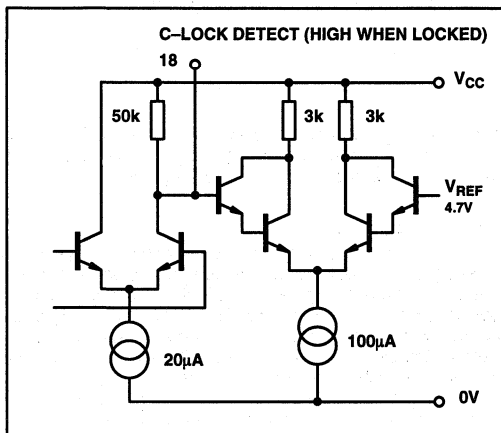 C–LOCK DETECT (HIGH WHEN LOCKED)
18
VCC
50k
3k
3k
VREF
4.7V
20µA
100µA
0V